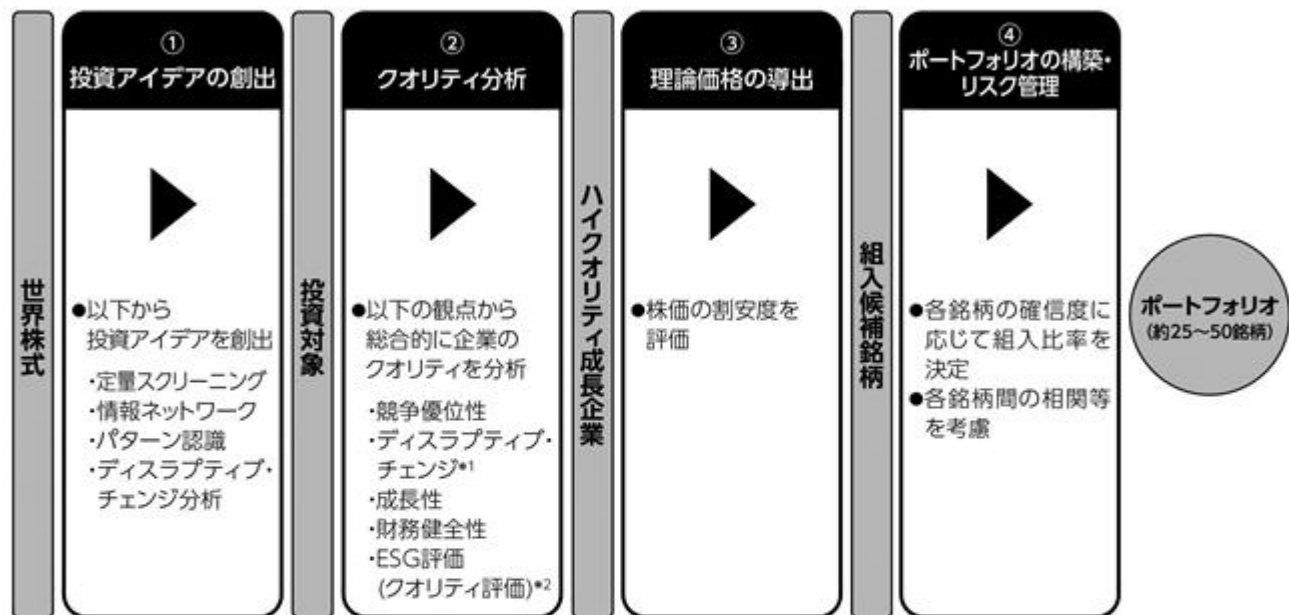 世界株式
①
投資アイデアの創出
●以下から
投資アイデアを創出
・定量スクリーニング
・情報ネットワーク
・パターン認識
・ディスラプティブ・
チェンジ分析
投資対象
②
クオリティ分析
●以下の観点から
総合的に企業の
クオリティを分析
・競争優位性
・ディスラプティブ・
チェンジ*1
・成長性
・財務健全性
・ESG評価
(クオリティ評価)*2
ハイクオリティ成長企業
③
理論価格の導出
●株価の割安度を
評価
組入候補銘柄
④
ポートフォリオの構築・
リスク管理
●各銘柄の確信度に
応じて組入比率を
決定
●各銘柄間の相関等
を考慮
ポートフォリオ
(約25～50銘柄)